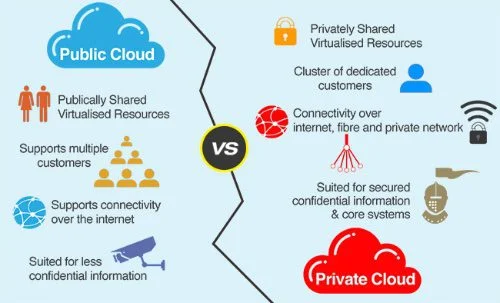 Public Cloud
Publically Shared
Virtualised Resources
Supports multiple
customers
Supports connectivity
over the internet
Suited for less
confidential information
VS
Privately Shared
Virtualised Resources
Cluster of dedicated
customers
Connectivity over
internet, fibre and private network
Suited for secured
confidential information
& core systems
Private Cloud